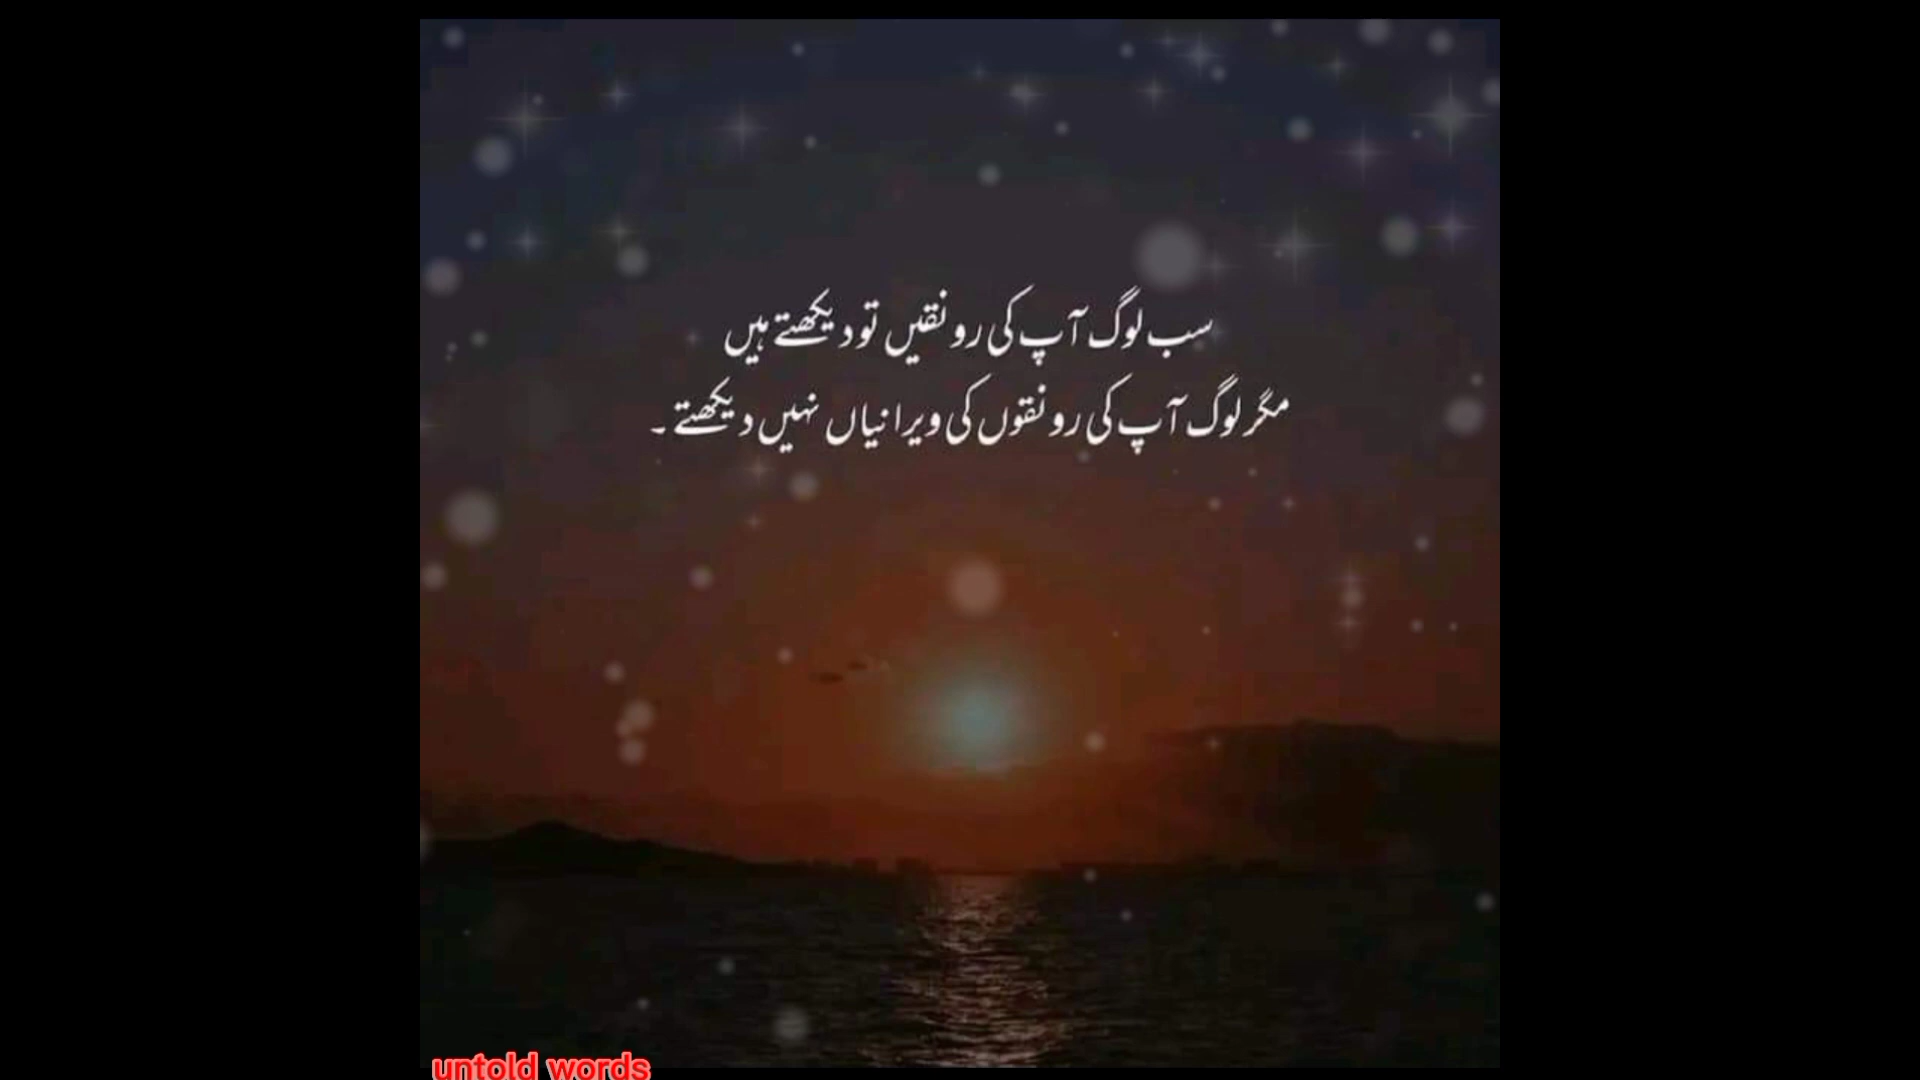 سب لوگ آپ کی رونقیں تو دیکھتے ہیں
مگر لوگ آپ کی رونقوں کی ویرانیاں نہیں دیکھتے ۔
untold words